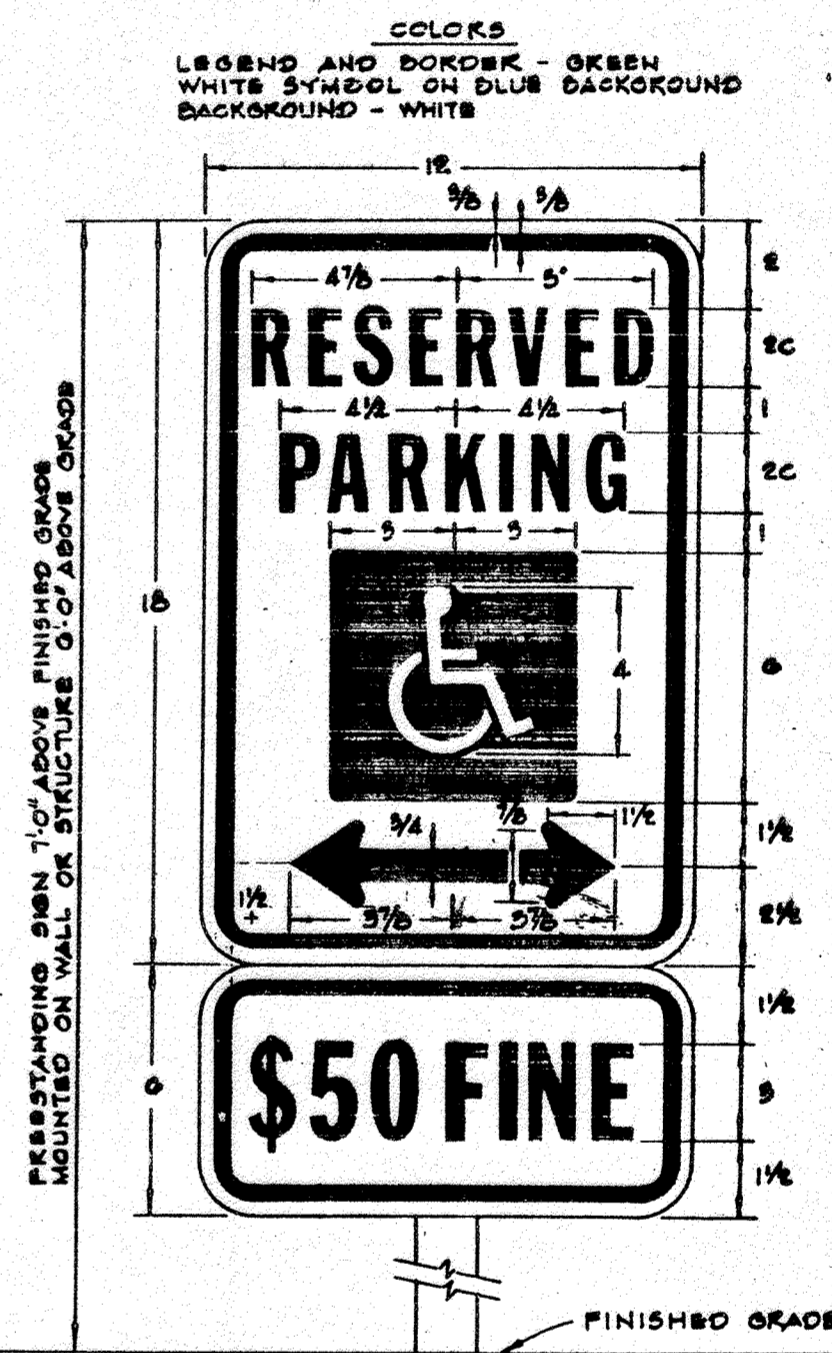 COLORS
LEGEND AND BORDER - GREEN
WHITE SYMBOL ON BLUE BACKGROUND
BACKGROUND - WHITE
12
3/8 3/8
4 7/8 5"
2
RESERVED
2C
4 1/2 4 1/2
1
PARKING
2C
3 3
1
18
4
6
3/4 7/8 1 1/2
1 1/2
1 1/2 +
3 7/8 3 7/8
2 1/2
FREESTANDING SIGN 7'-0" ABOVE FINISHED GRADE
MOUNTED ON WALL OR STRUCTURE 6'-0" ABOVE GRADE
1 1/2
$50 FINE
6
3
1 1/2
FINISHED GRADE